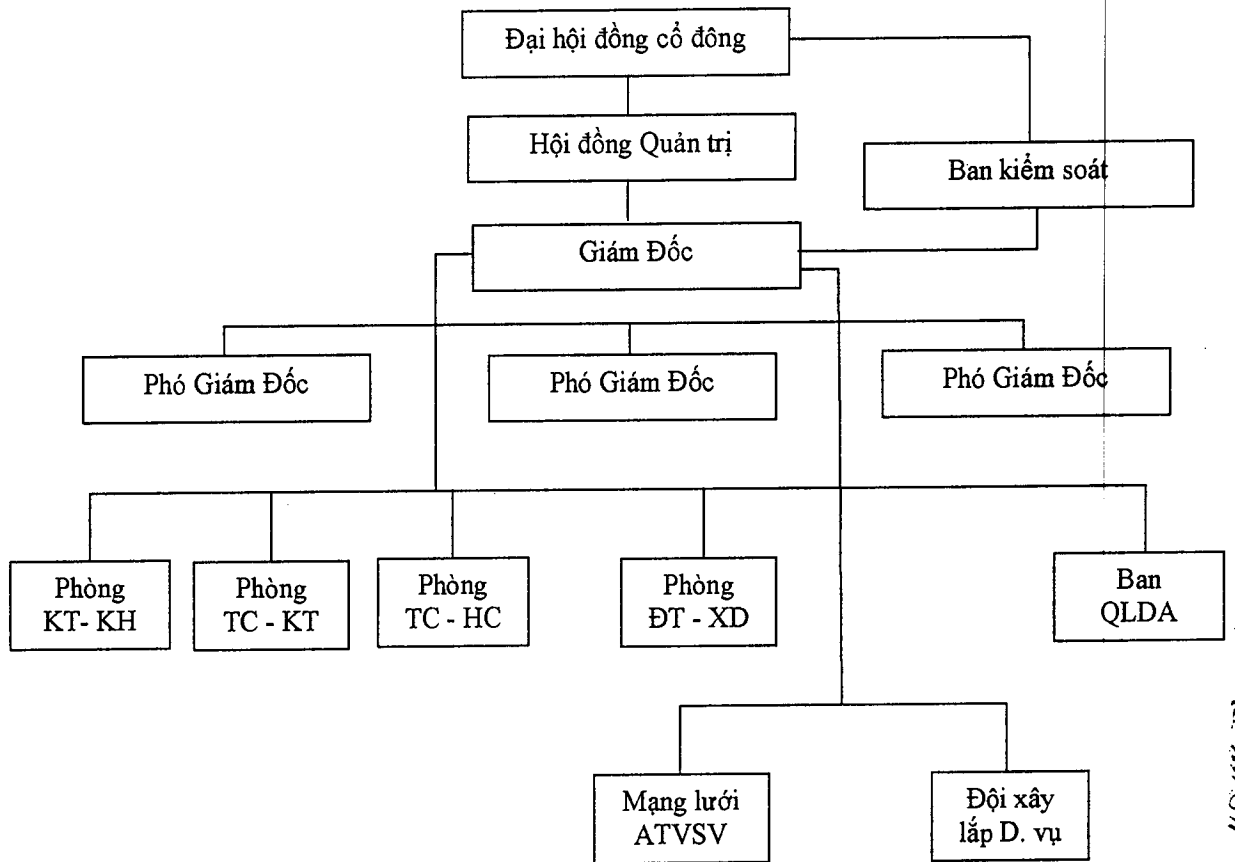 Đại hội đồng cổ đông
Hội đồng Quản trị
Ban kiểm soát
Giám Đốc
Phó Giám Đốc
Phó Giám Đốc
Phó Giám Đốc
Phòng
KT- KH
Phòng
TC - KT
Phòng
TC - HC
Phòng
ĐT - XD
Ban
QLDA
Mạng lưới
ATVSV
Đội xây
lắp D. vụ